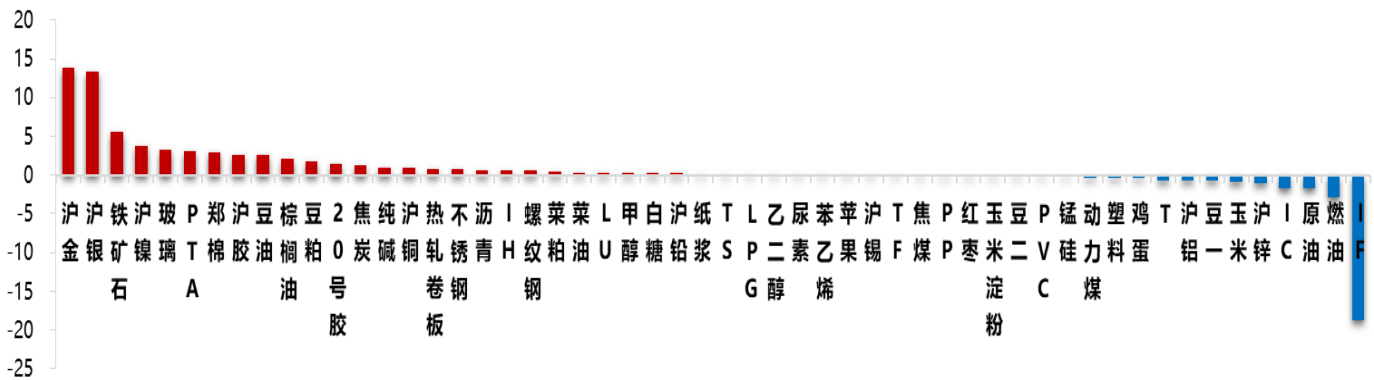 20
15
10
5
0
-5
-10
-15
-20
-25
沪金
沪银
铁矿石
沪镍
玻璃
PTA
郑棉
沪胶
豆油
棕榈油
豆粕
20号胶
焦炭
纯碱
沪铜
热轧卷板
不锈钢
沥青
IH
螺纹钢
菜粕
菜油
LU
甲醇
白糖
沪铅
纸浆
TS
LPG
乙二醇
尿素
苯乙烯
苹果
沪锡
TF
焦煤
PP
红枣
玉米淀粉
豆二
PVC
锰硅
动力煤
塑料
鸡蛋
T
沪铝
豆一
玉米
沪锌
IC
原油
燃油
IF